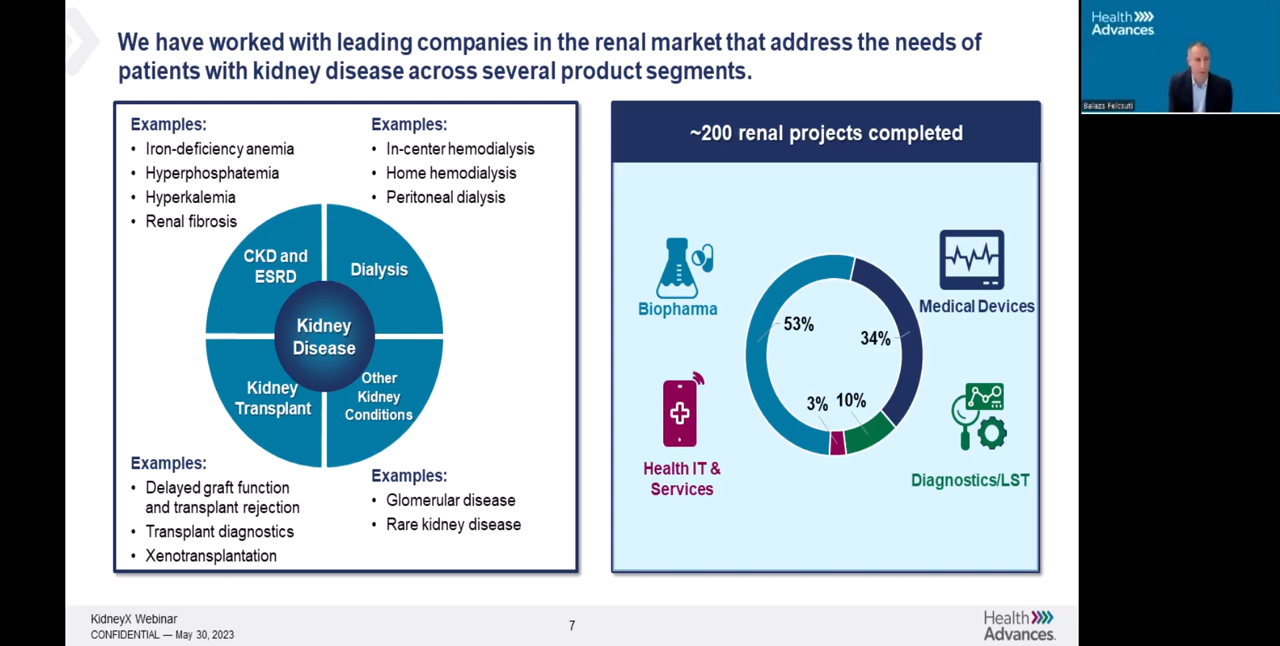 We have worked with leading companies in the renal market that address the needs of
patients with kidney disease across several product segments.
Examples:
• Iron-deficiency anemia
• Hyperphosphatemia
• Hyperkalemia
• Renal fibrosis
Examples:
• In-center hemodialysis
• Home hemodialysis
• Peritoneal dialysis
CKD and
ESRD
Dialysis
Kidney
Disease
Kidney
Transplant
Other
Kidney
Conditions
Examples:
• Delayed graft function
and transplant rejection
• Transplant diagnostics
• Xenotransplantation
Examples:
• Glomerular disease
• Rare kidney disease
~200 renal projects completed
Biopharma
Medical Devices
53%
34%
3%
10%
Health IT &
Services
Diagnostics/LST
KidneyX Webinar
CONFIDENTIAL — May 30, 2023
7
Health
Advances.
Health
Advances
Balazs Felcsuti